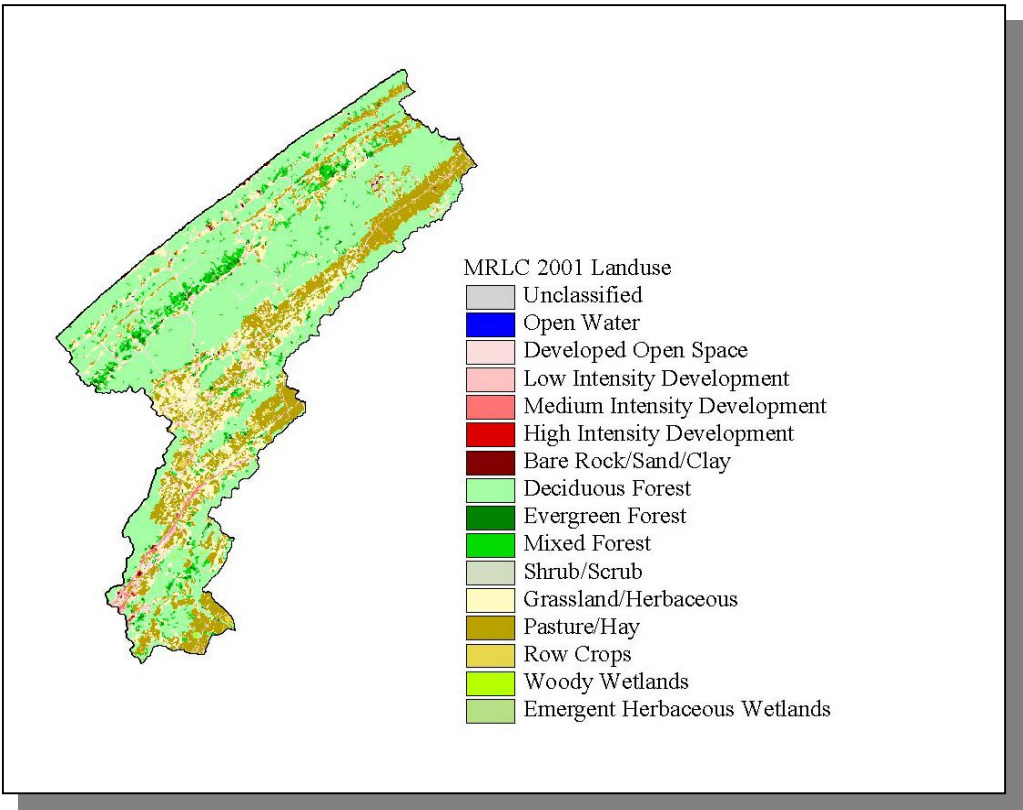 MRLC 2001 Landuse
Unclassified
Open Water
Developed Open Space
Low Intensity Development
Medium Intensity Development
High Intensity Development
Bare Rock/Sand/Clay
Deciduous Forest
Evergreen Forest
Mixed Forest
Shrub/Scrub
Grassland/Herbaceous
Pasture/Hay
Row Crops
Woody Wetlands
Emergent Herbaceous Wetlands